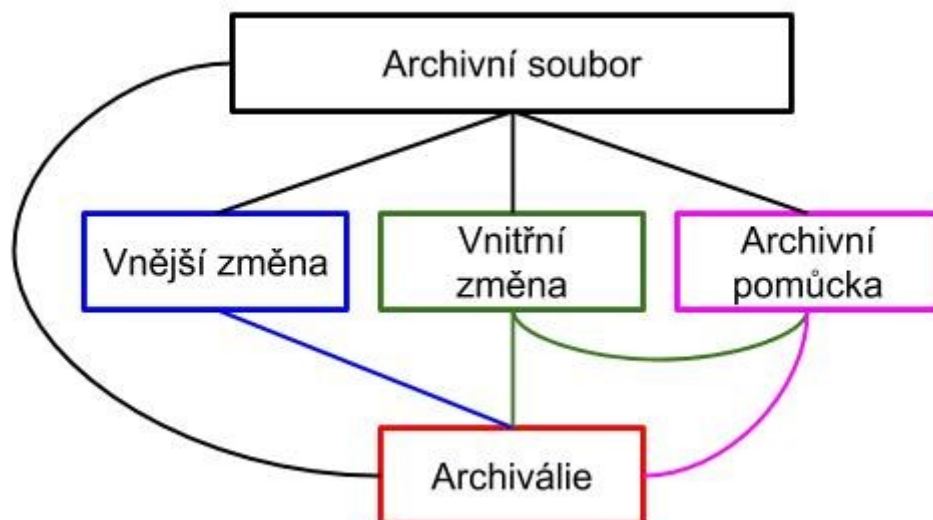 Archivní soubor
Vnější změna
Vnitřní
změna
Archivní
pomůcka
Archiválie